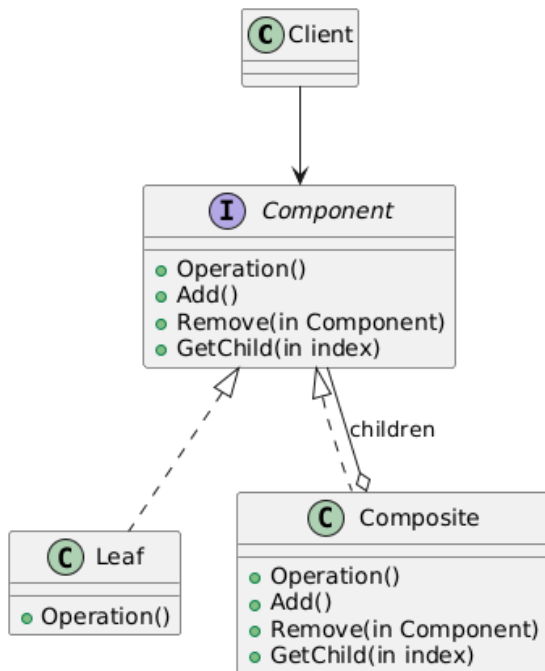 C Client
I Component
Operation()
Add()
Remove(in Component)
GetChild(in index)
children
C Leaf
Operation()
C Composite
Operation()
Add()
Remove(in Component)
GetChild(in index)